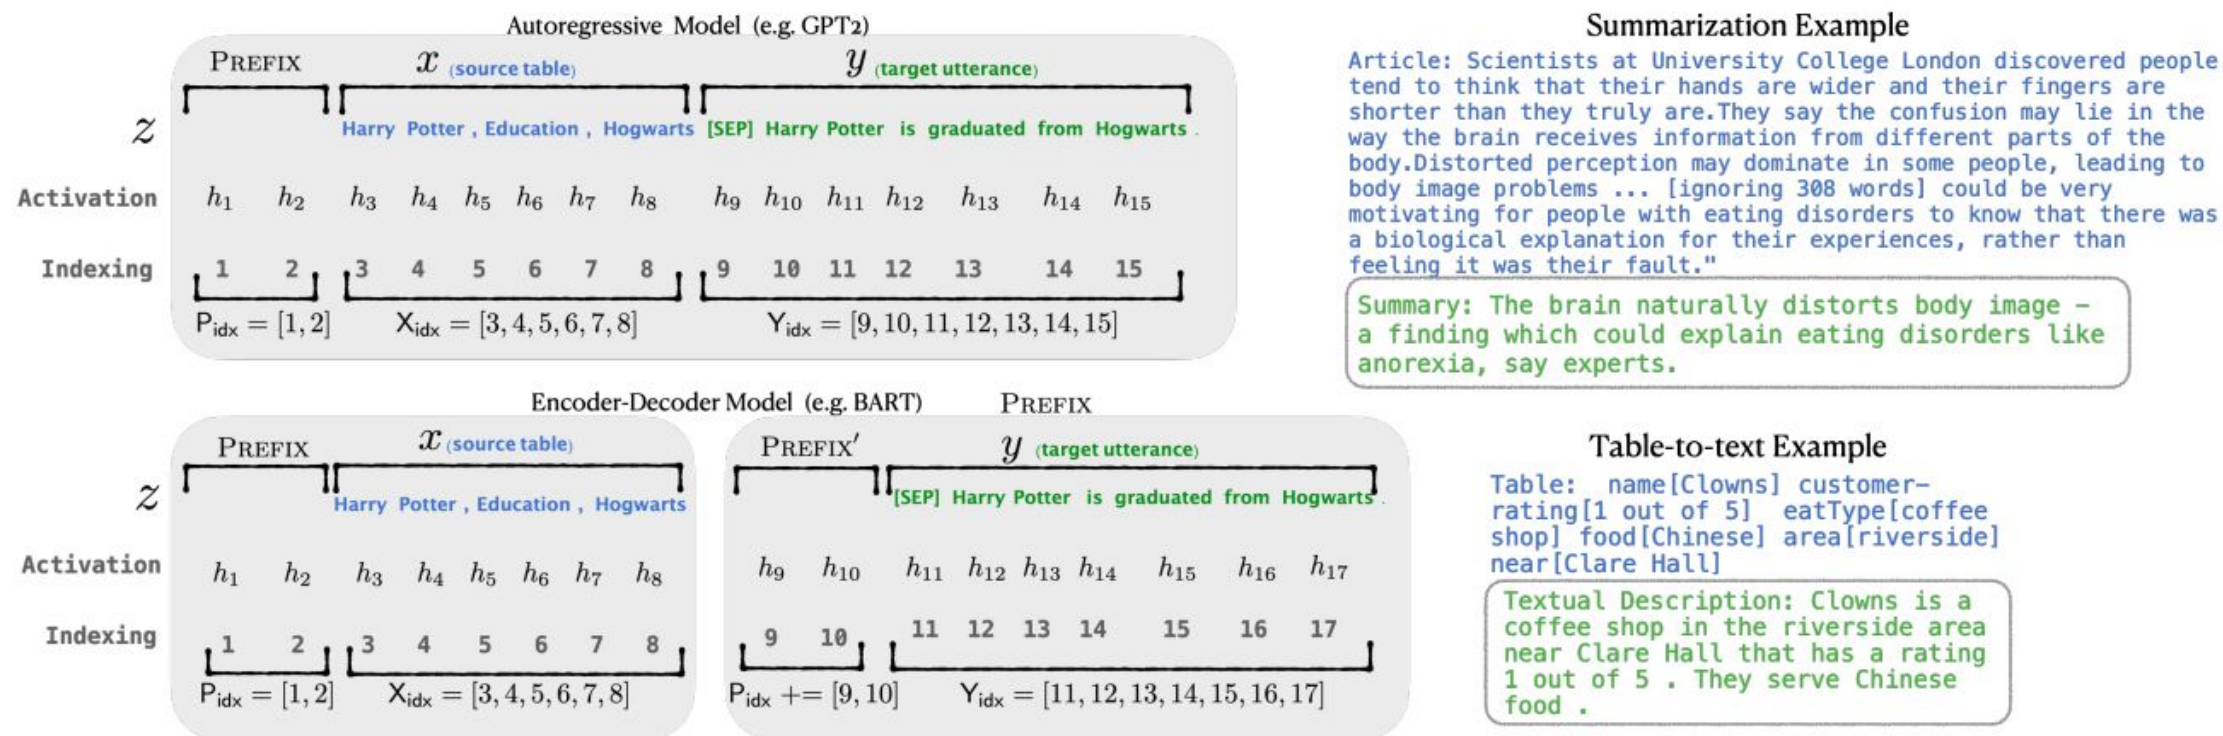 Autoregressive Model (e.g. GPT2)
PREFIX x (source table) y (target utterance)
z Harry Potter , Education , Hogwarts [SEP] Harry Potter is graduated from Hogwarts .
Activation h1 h2 h3 h4 h5 h6 h7 h8 h9 h10 h11 h12 h13 h14 h15
Indexing 1 2 3 4 5 6 7 8 9 10 11 12 13 14 15
Pidx = [1, 2] Xidx = [3, 4, 5, 6, 7, 8] Yidx = [9, 10, 11, 12, 13, 14, 15]
Encoder-Decoder Model (e.g. BART) PREFIX
PREFIX x (source table) PREFIX′ y (target utterance)
z Harry Potter , Education , Hogwarts [SEP] Harry Potter is graduated from Hogwarts .
Activation h1 h2 h3 h4 h5 h6 h7 h8 h9 h10 h11 h12 h13 h14 h15 h16 h17
Indexing 1 2 3 4 5 6 7 8 9 10 11 12 13 14 15 16 17
Pidx = [1, 2] Xidx = [3, 4, 5, 6, 7, 8] Pidx += [9, 10] Yidx = [11, 12, 13, 14, 15, 16, 17]
Summarization Example
Article: Scientists at University College London discovered people
tend to think that their hands are wider and their fingers are
shorter than they truly are.They say the confusion may lie in the
way the brain receives information from different parts of the
body.Distorted perception may dominate in some people, leading to
body image problems ... [ignoring 308 words] could be very
motivating for people with eating disorders to know that there was
a biological explanation for their experiences, rather than
feeling it was their fault."
Summary: The brain naturally distorts body image –
a finding which could explain eating disorders like
anorexia, say experts.
Table-to-text Example
Table: name[Clowns] customer–
rating[1 out of 5] eatType[coffee
shop] food[Chinese] area[riverside]
near[Clare Hall]
Textual Description: Clowns is a
coffee shop in the riverside area
near Clare Hall that has a rating
1 out of 5 . They serve Chinese
food .